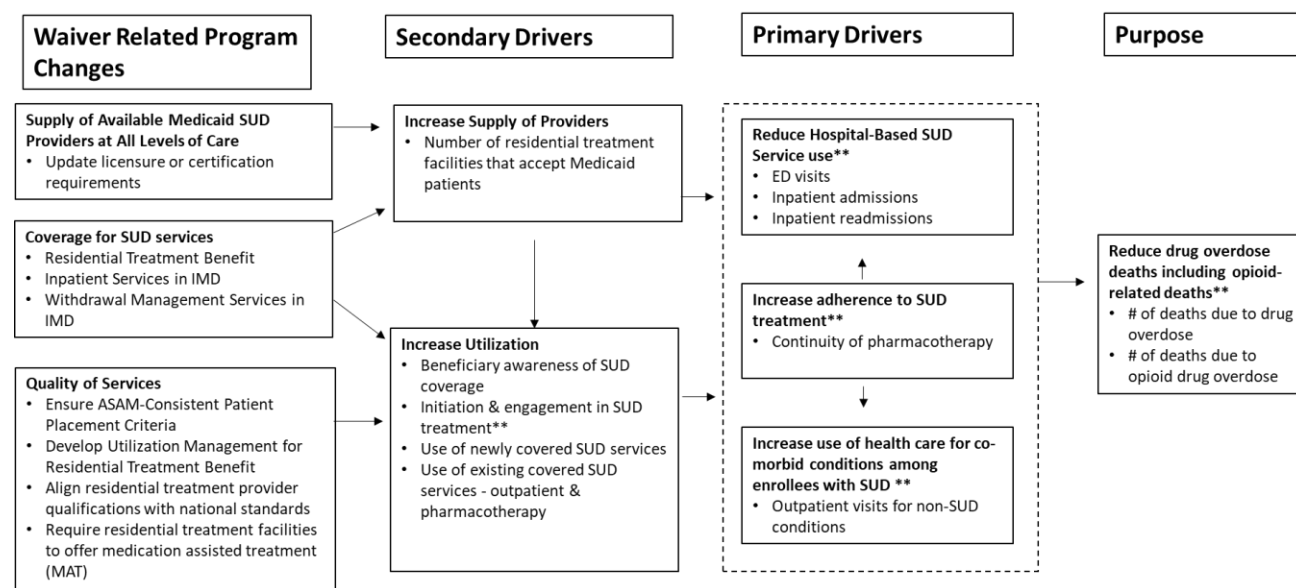 Waiver Related Program
Changes
Secondary Drivers
Primary Drivers
Purpose
Supply of Available Medicaid SUD
Providers at All Levels of Care
• Update licensure or certification
requirements
Coverage for SUD services
• Residential Treatment Benefit
• Inpatient Services in IMD
• Withdrawal Management Services in
IMD
Quality of Services
• Ensure ASAM-Consistent Patient
Placement Criteria
• Develop Utilization Management for
Residential Treatment Benefit
• Align residential treatment provider
qualifications with national standards
• Require residential treatment facilities
to offer medication assisted treatment
(MAT)
Increase Supply of Providers
• Number of residential treatment
facilities that accept Medicaid
patients
Increase Utilization
• Beneficiary awareness of SUD
coverage
• Initiation & engagement in SUD
treatment**
• Use of newly covered SUD services
• Use of existing covered SUD
services - outpatient &
pharmacotherapy
Reduce Hospital-Based SUD
Service use**
• ED visits
• Inpatient admissions
• Inpatient readmissions
Increase adherence to SUD
treatment**
• Continuity of pharmacotherapy
Increase use of health care for co-
morbid conditions among
enrollees with SUD **
• Outpatient visits for non-SUD
conditions
Reduce drug overdose
deaths including opioid-
related deaths**
• # of deaths due to drug
overdose
• # of deaths due to
opioid drug overdose